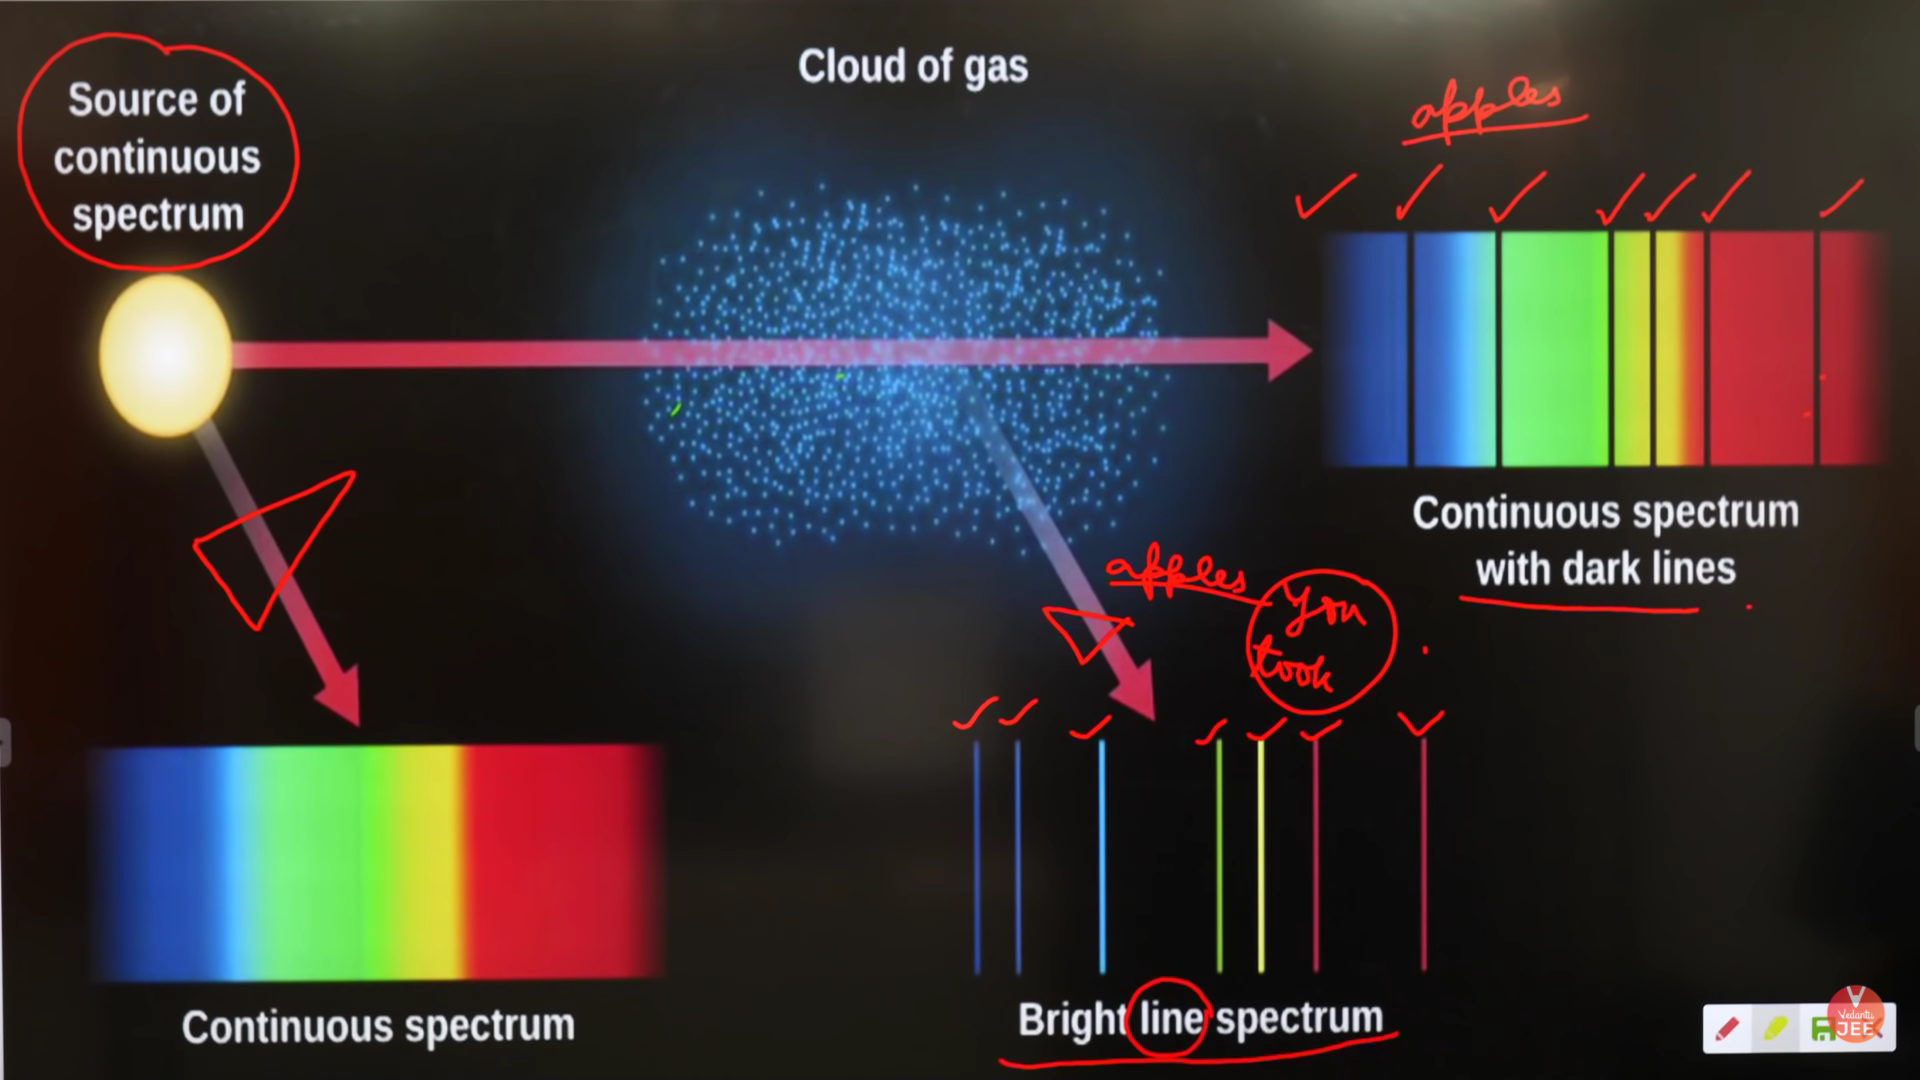 Source of
continuous
spectrum
Cloud of gas
apples
Continuous spectrum
with dark lines
apples
You
took
Continuous spectrum
Bright line spectrum
Vedantu
JEE